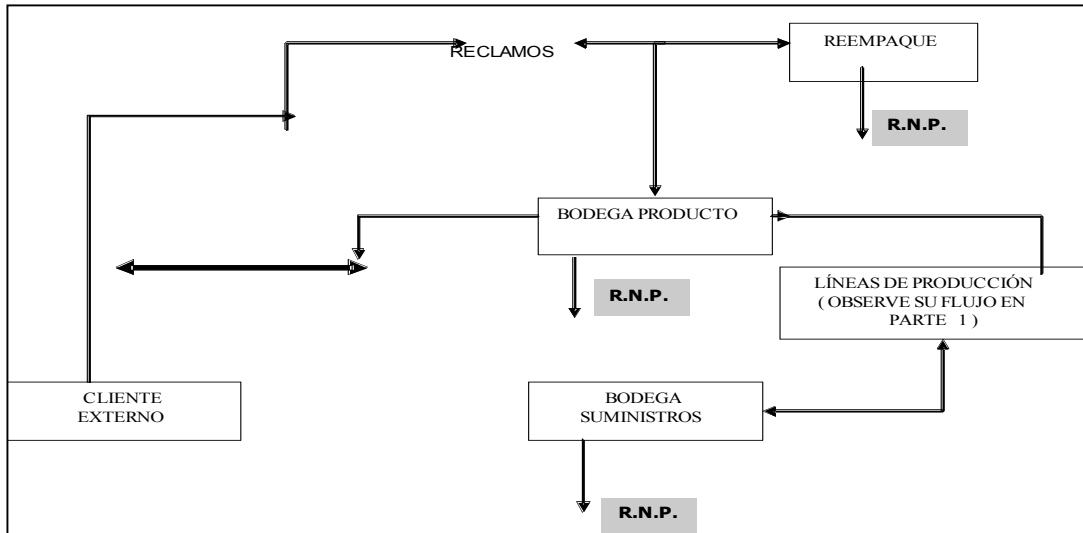 RECLAMOS
REEMPAQUE
R.N.P.
BODEGA PRODUCTO
R.N.P.
LÍNEAS DE PRODUCCIÓN
( OBSERVE SU FLUJO EN
PARTE 1 )
CLIENTE
EXTERNO
BODEGA
SUMINISTROS
R.N.P.